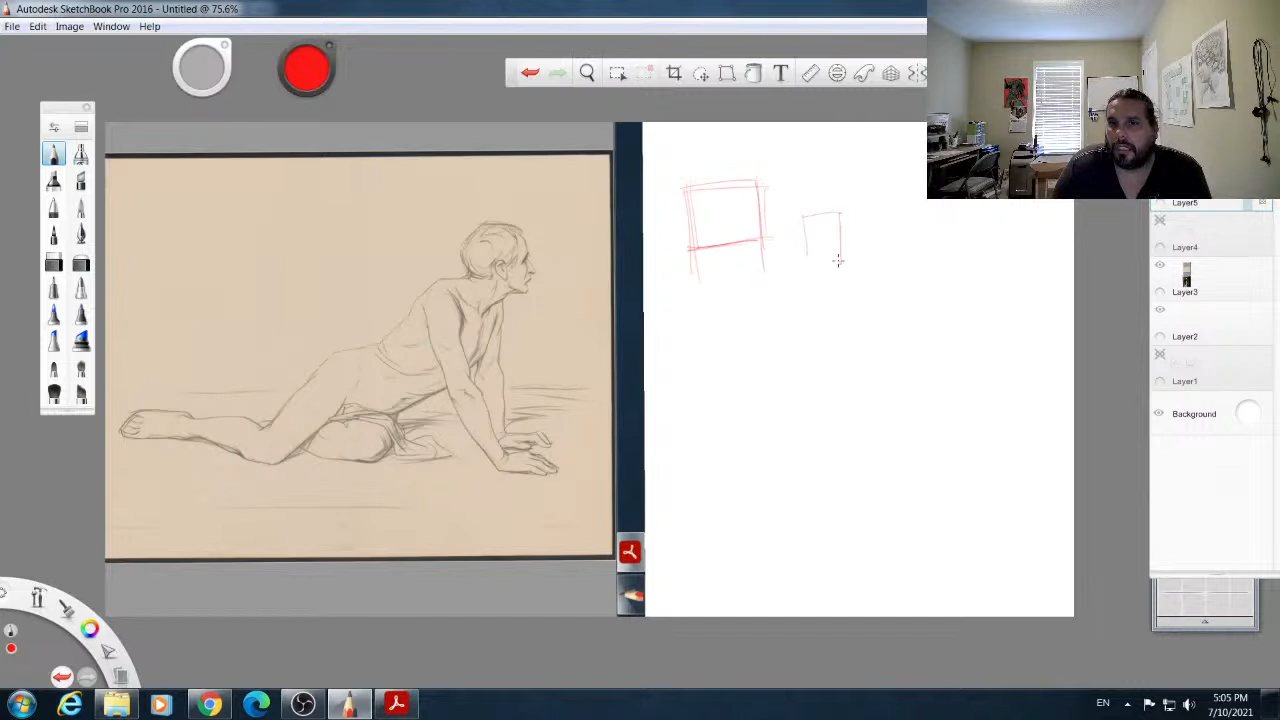 Autodesk SketchBook Pro 2016 - Untitled @ 75.6%
File Edit Image Window Help
T
Layer5
Layer4
Layer3
Layer2
Layer1
Background
EN
5:05 PM
7/10/2021